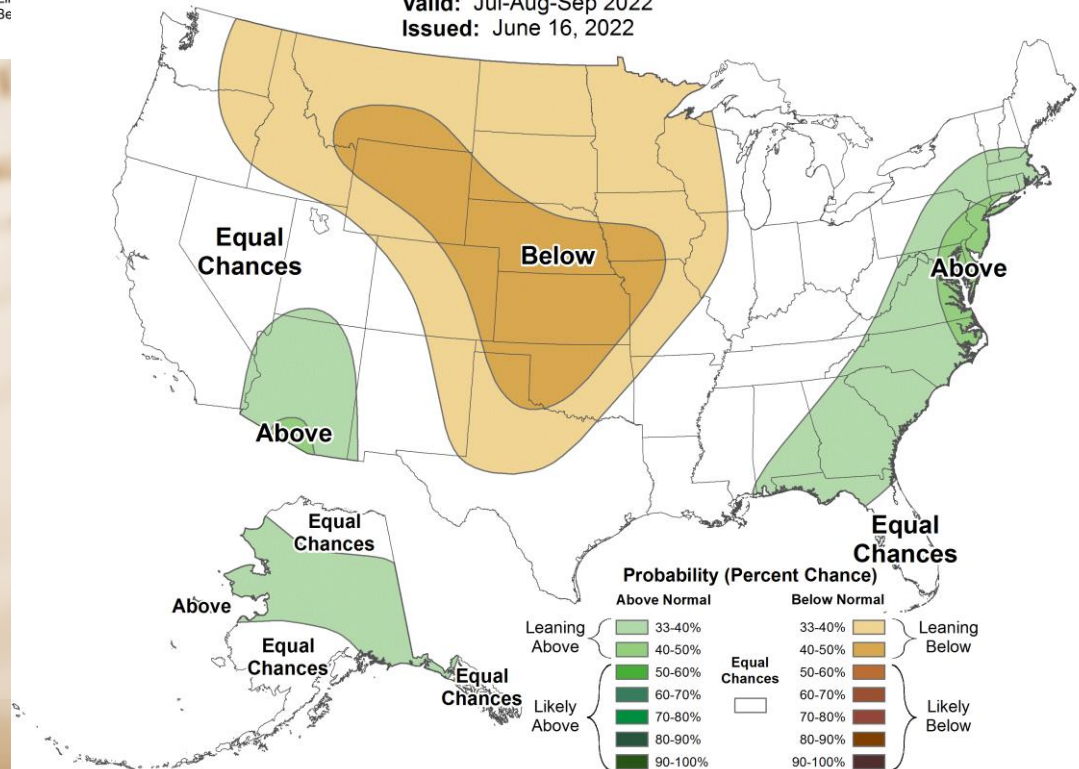 Valid: Jul-Aug-Sep 2022
Issued: June 16, 2022
Equal
Chances
Below
Above
Above
Equal
Chances
Equal
Chances
Above
Equal
Chances
Equal
Chances
Probability (Percent Chance)
Above Normal
Below Normal
Leaning
Above
33-40%
40-50%
Likely
Above
50-60%
60-70%
70-80%
80-90%
90-100%
Equal
Chances
33-40%
40-50%
Leaning
Below
50-60%
60-70%
70-80%
80-90%
90-100%
Likely
Below